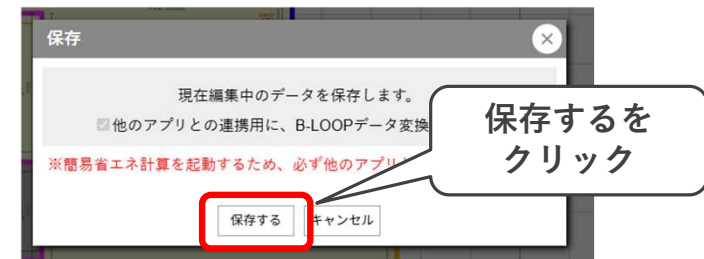 保存
現在編集中のデータを保存します。
他のアプリとの連携用に、B-LOOPデータ変換
※簡易省エネ計算を起動するため、必ず他のアプリ
保存する
キャンセル
保存するを
クリック